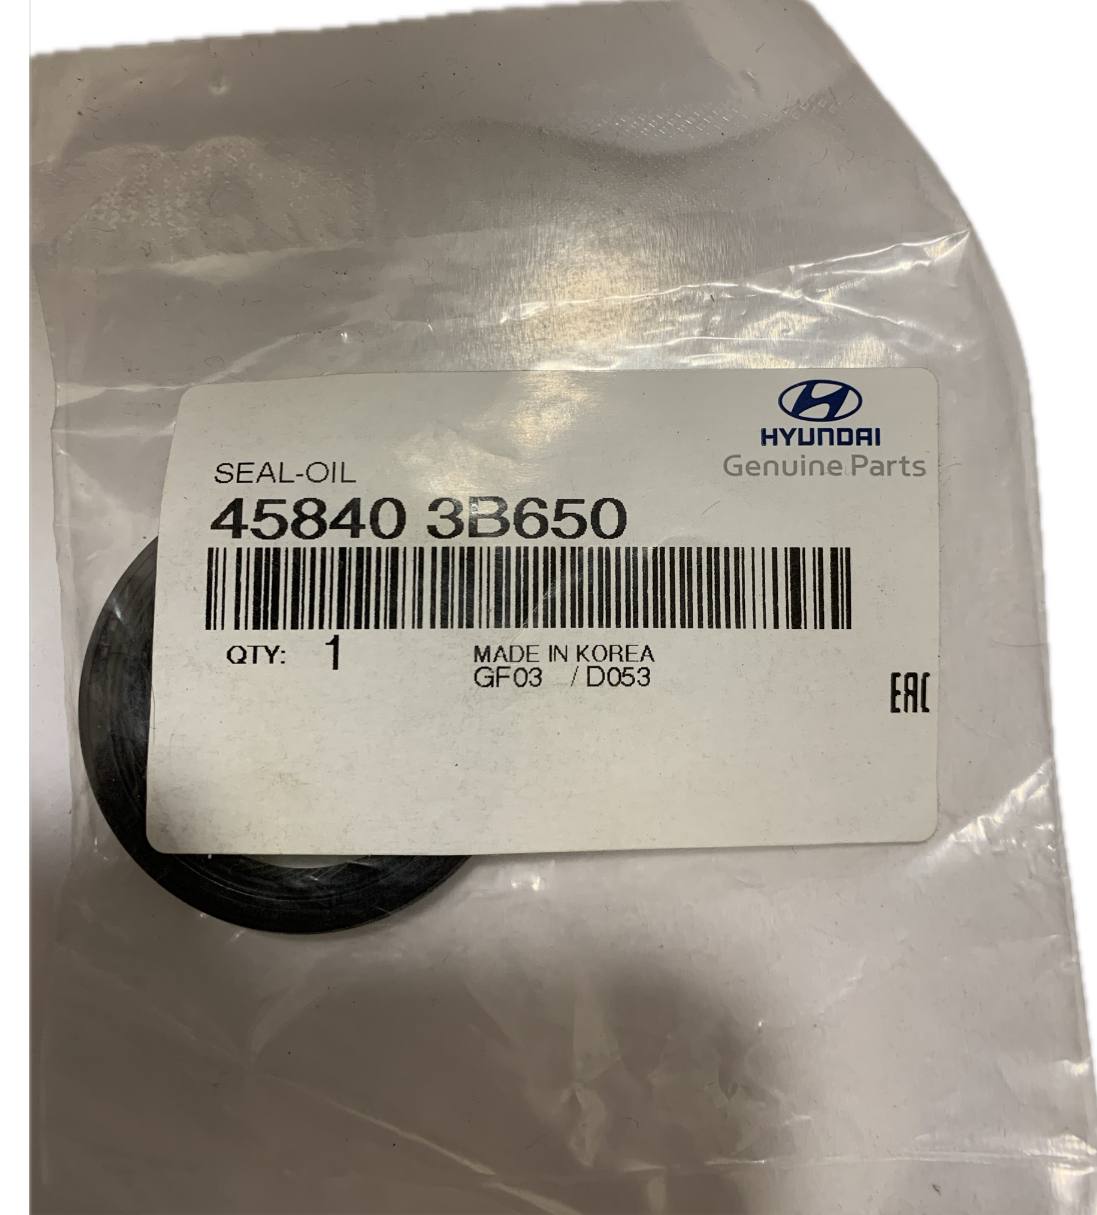 HYUNDAI
Genuine Parts
SEAL-OIL
45840 3B650
QTY: 1
MADE IN KOREA
GF03 / D053
EAC